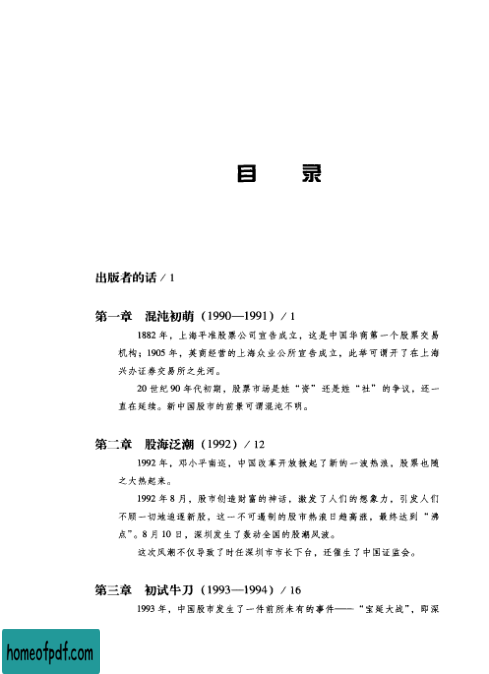 目 录
出版者的话 / 1
第一章 混沌初萌（1990—1991）/ 1
1882 年，上海平准股票公司宣告成立，这是中国华商第一个股票交易
机构；1905 年，英商经营的上海众业公所宣告成立，此举可谓开了在上海
兴办证券交易所之先河。
20 世纪 90 年代初期，股票市场是姓“资”还是姓“社”的争议，还一
直在延续。新中国股市的前景可谓混沌不明。
第二章 股海泛潮（1992）/ 12
1992 年，邓小平南巡，中国改革开放掀起了新的一波热浪，股票也随
之大热起来。
1992 年 8 月，股市创造财富的神话，激发了人们的想象力，引发人们
不顾一切地追逐新股，这一不可遏制的股市热浪日趋高涨，最终达到“沸
点”。8 月 10 日，深圳发生了轰动全国的股潮风波。
这次风潮不仅导致了时任深圳市市长下台，还催生了中国证监会。
第三章 初试牛刀（1993—1994）/ 16
1993 年，中国股市发生了一件前所未有的事件——“宝延大战”，即深
homeofpdf.com